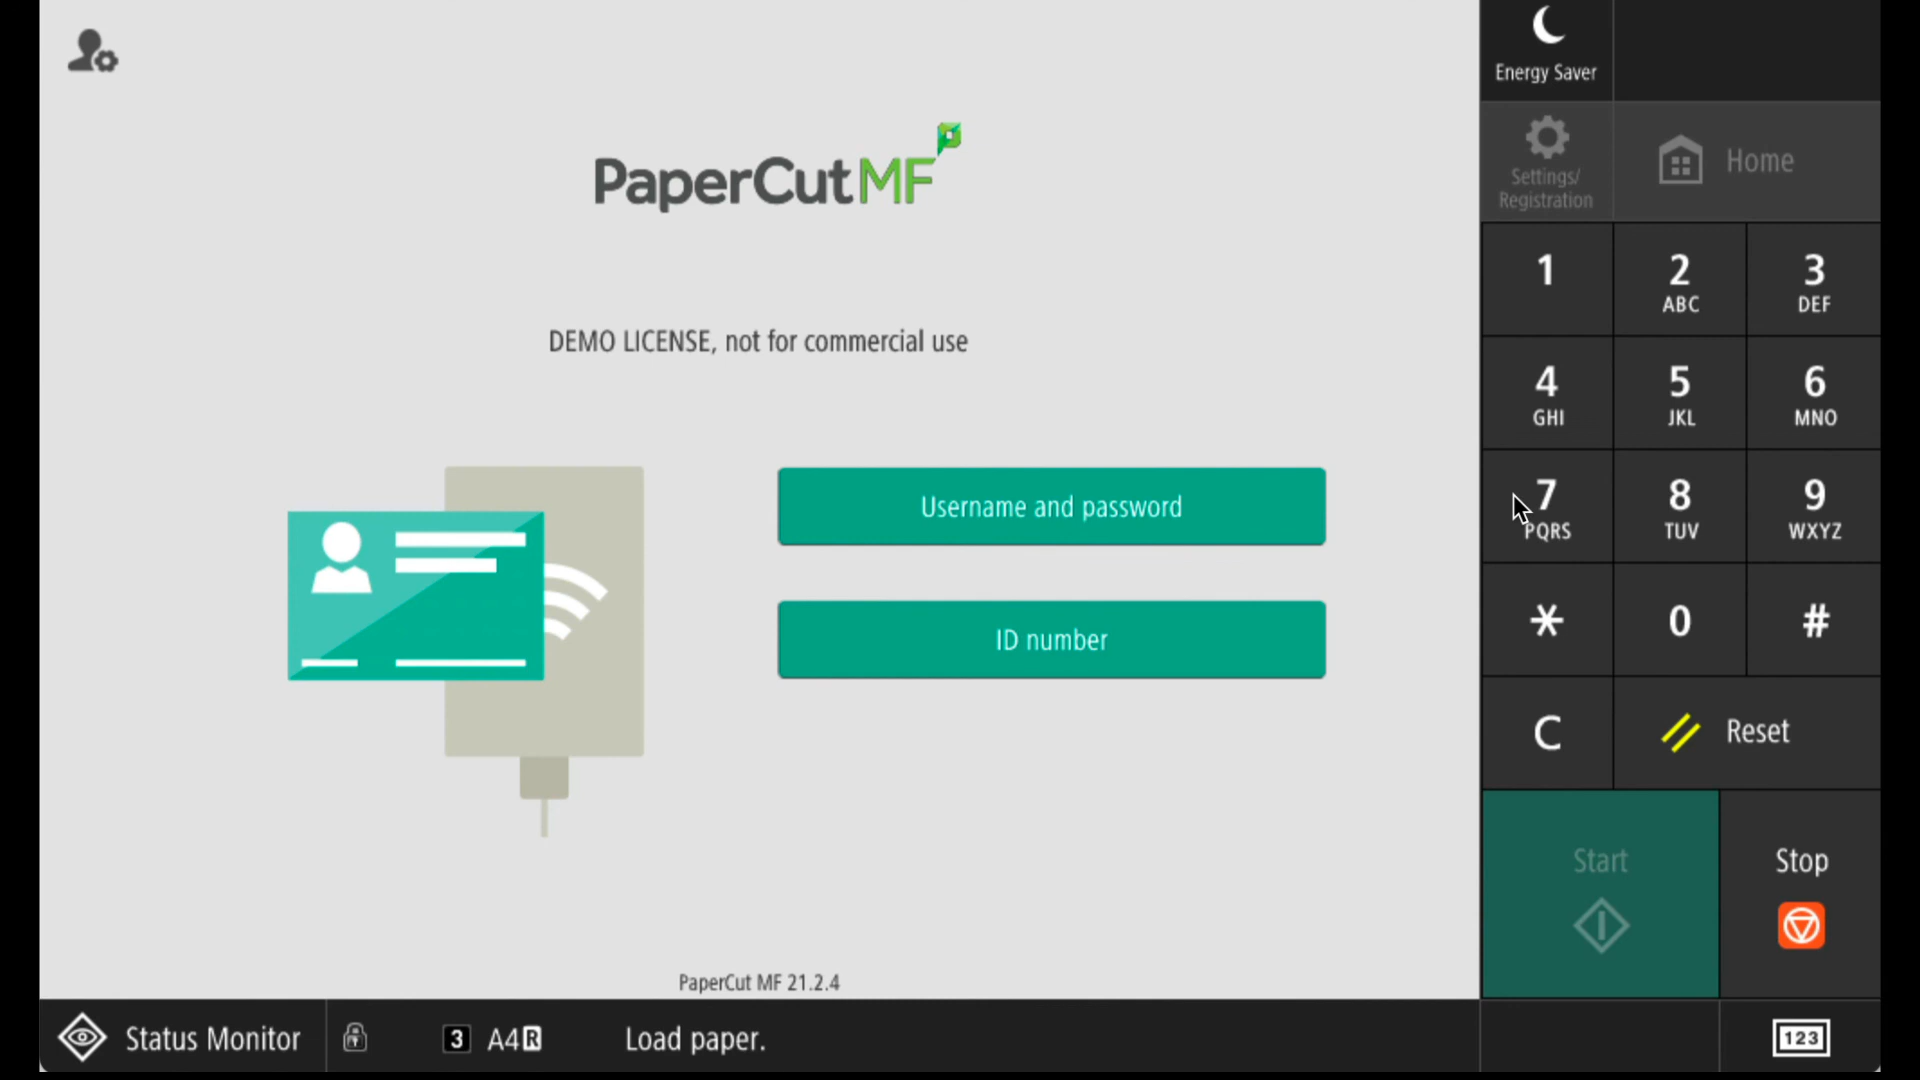 Energy Saver
PaperCut MF
Settings/
Registration
Home
1
2
ABC
3
DEF
DEMO LICENSE, not for commercial use
4
GHI
5
JKL
6
MNO
Username and password
7
PQRS
8
TUV
9
WXYZ
ID number
*
0
#
C
Reset
Start
Stop
PaperCut MF 21.2.4
Status Monitor
3 A4R
Load paper.
123